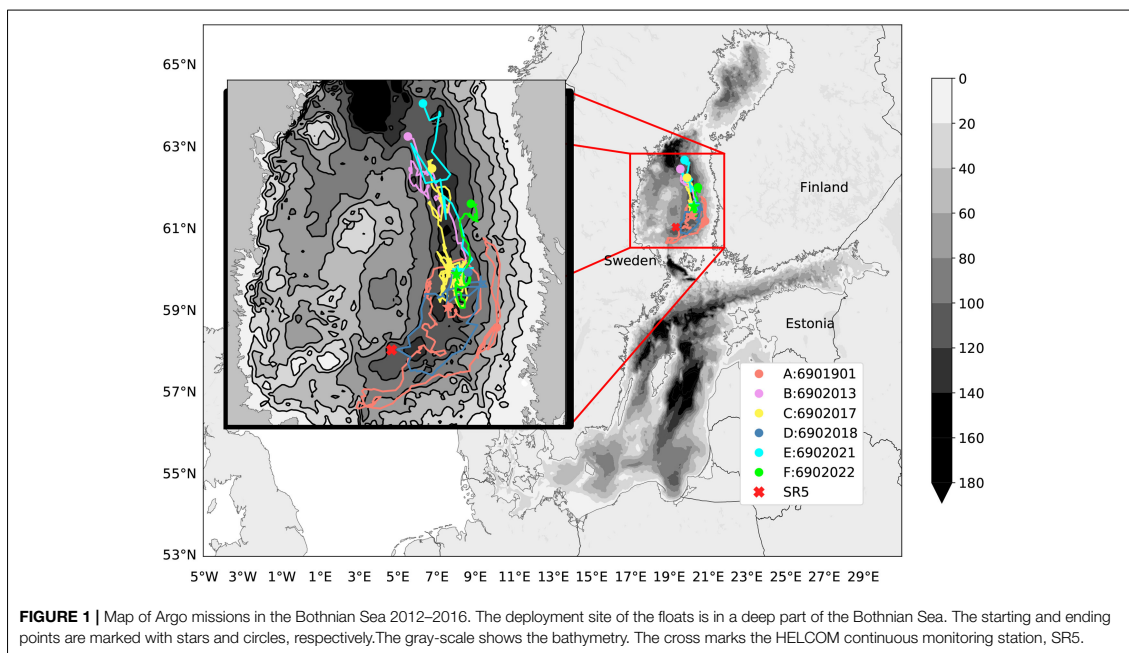 65°N
63°N
61°N
59°N
57°N
55°N
53°N
5°W 3°W 1°W 1°E 3°E 5°E 7°E 9°E 11°E 13°E 15°E 17°E 19°E 21°E 23°E 25°E 27°E 29°E
Finland
Sweden
Estonia
A:6901901
B:6902013
C:6902017
D:6902018
E:6902021
F:6902022
SR5
0
20
40
60
80
100
120
140
160
180
FIGURE 1 | Map of Argo missions in the Bothnian Sea 2012–2016. The deployment site of the floats is in a deep part of the Bothnian Sea. The starting and ending
points are marked with stars and circles, respectively.The gray-scale shows the bathymetry. The cross marks the HELCOM continuous monitoring station, SR5.